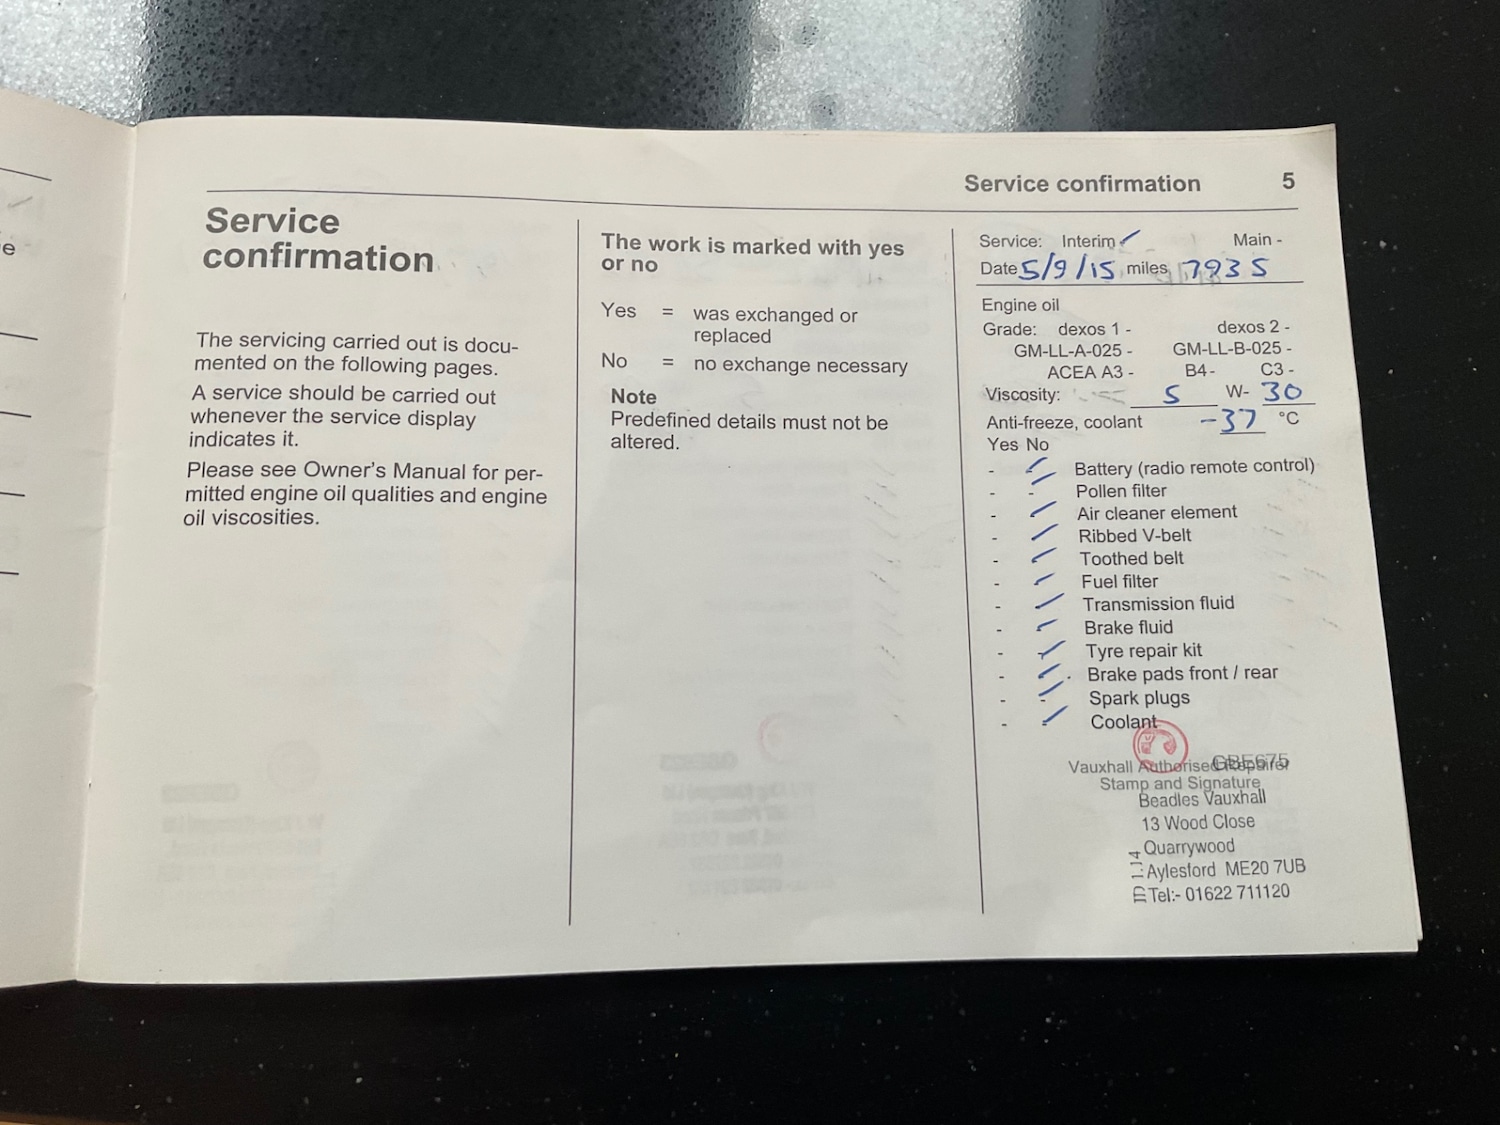 Service confirmation 5
Service
confirmation
The servicing carried out is docu-
mented on the following pages.
A service should be carried out
whenever the service display
indicates it.
Please see Owner's Manual for per-
mitted engine oil qualities and engine
oil viscosities.
The work is marked with yes
or no
Yes = was exchanged or
replaced
No = no exchange necessary
Note
Predefined details must not be
altered.
Service: Interim ✓ Main -
Date 5/9/15 miles 7935
Engine oil
Grade: dexos 1 - dexos 2 -
GM-LL-A-025 - GM-LL-B-025 -
ACEA A3 - B4- C3 -
Viscosity: 5 W- 30
Anti-freeze, coolant -37 °C
Yes No
- ✓ Battery (radio remote control)
- - Pollen filter
- ✓ Air cleaner element
- ✓ Ribbed V-belt
- ✓ Toothed belt
- ✓ Fuel filter
- ✓ Transmission fluid
- ✓ Brake fluid
- ✓ Tyre repair kit
- ✓ Brake pads front / rear
- ✓ Spark plugs
- ✓ Coolant
Vauxhall Authorised Repairer
GBE675
Stamp and Signature
Beadles Vauxhall
13 Wood Close
Quarrywood
Aylesford ME20 7UB
Tel:- 01622 711120